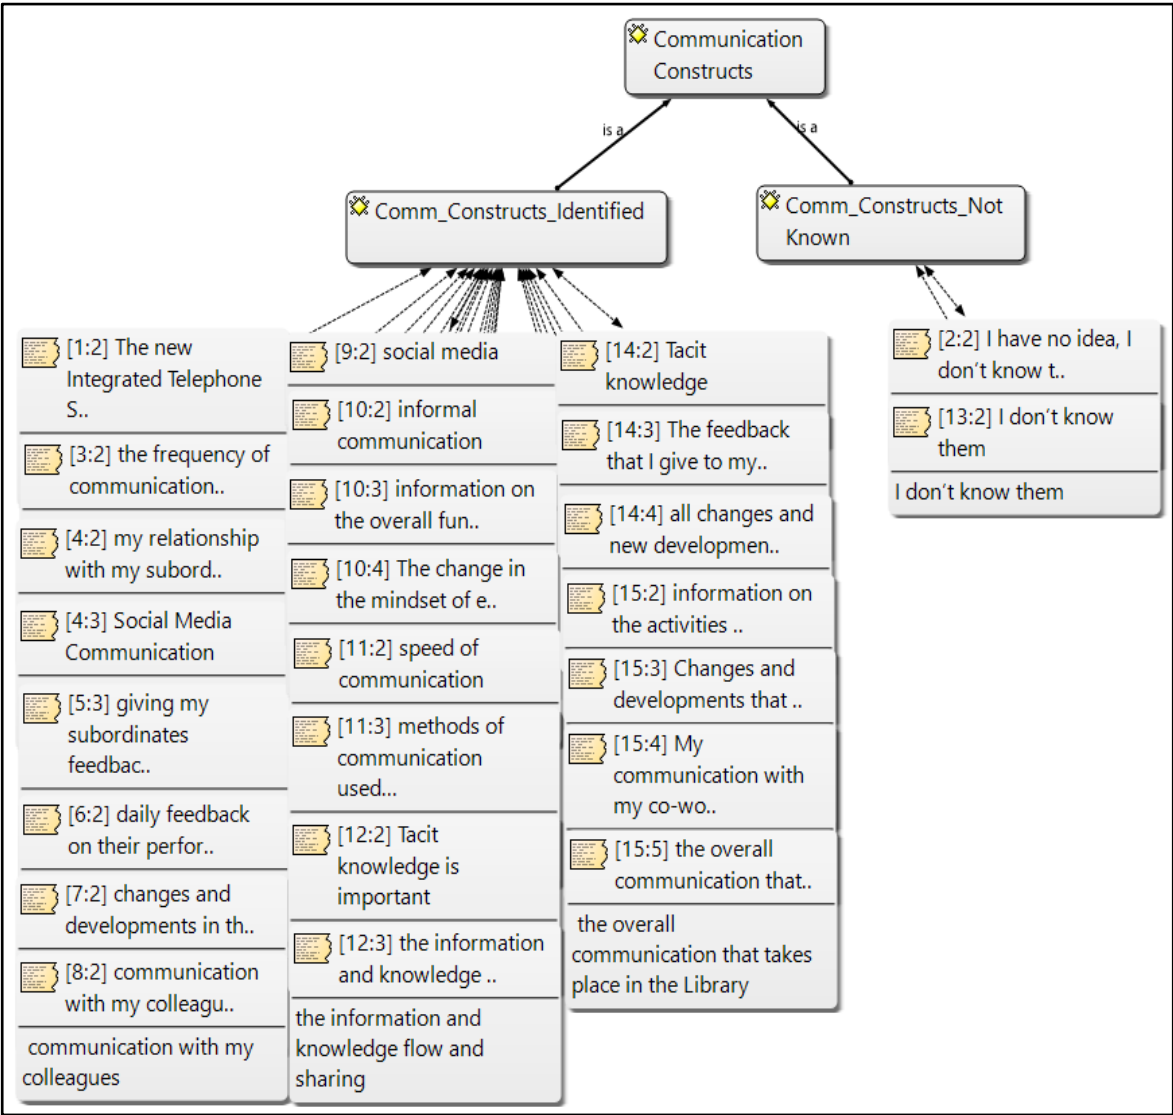 Communication
Constructs
is a
is a
Comm_Constructs_Identified
Comm_Constructs_Not
Known
[1:2] The new
Integrated Telephone
S..
[3:2] the frequency of
communication..
[4:2] my relationship
with my subord..
[4:3] Social Media
Communication
[5:3] giving my
subordinates
feedbac..
[6:2] daily feedback
on their perfor..
[7:2] changes and
developments in th..
[8:2] communication
with my colleagu..
communication with my
colleagues
[9:2] social media
[10:2] informal
communication
[10:3] information on
the overall fun..
[10:4] The change in
the mindset of e..
[11:2] speed of
communication
[11:3] methods of
communication
used...
[12:2] Tacit
knowledge is
important
[12:3] the information
and knowledge ..
the information and
knowledge flow and
sharing
[14:2] Tacit
knowledge
[14:3] The feedback
that I give to my..
[14:4] all changes and
new developmen..
[15:2] information on
the activities ..
[15:3] Changes and
developments that ..
[15:4] My
communication with
my co-wo..
[15:5] the overall
communication that..
the overall
communication that takes
place in the Library
[2:2] I have no idea, I
don't know t..
[13:2] I don't know
them
I don't know them